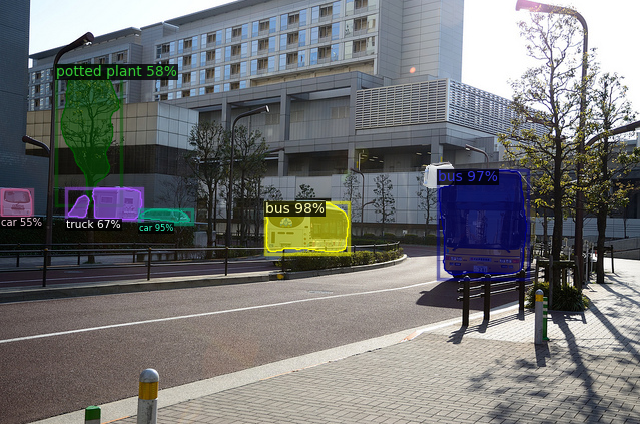 potted plant 58%
bus 97%
bus 98%
car 55%
truck 67%
car 95%